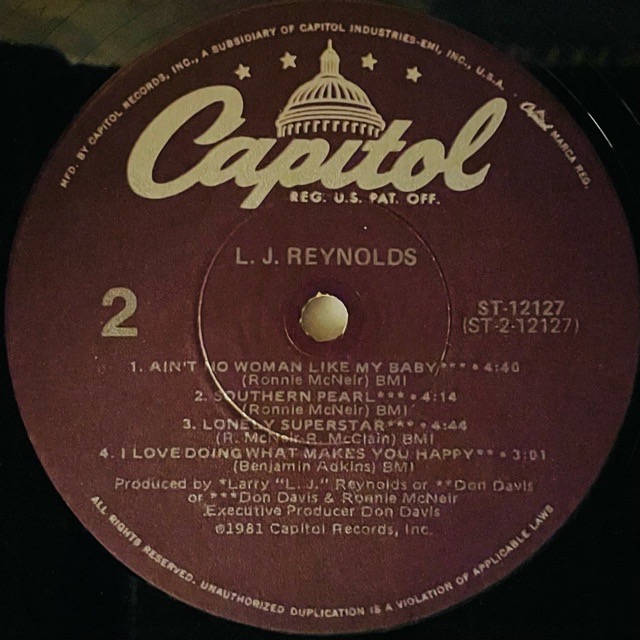 MFD. BY CAPITOL RECORDS, INC., A SUBSIDIARY OF CAPITOL INDUSTRIES-EMI, INC., U.S.A.
Capitol MARCA REG.
Capitol
REG. U.S. PAT. OFF.
L. J. REYNOLDS
2
ST-12127
(ST-2-12127)
1. AIN'T NO WOMAN LIKE MY BABY*** • 4:40
(Ronnie McNeir) BMI
2. SOUTHERN PEARL*** • 4:14
(Ronnie McNeir) BMI
3. LONELY SUPERSTAR*** • 4:44
(R. McNeir-R. McClain) BMI
4. I LOVE DOING WHAT MAKES YOU HAPPY** • 3:01
(Benjamin Adkins) BMI
Produced by *Larry "L. J." Reynolds or **Don Davis
or ***Don Davis & Ronnie McNeir
Executive Producer Don Davis
℗1981 Capitol Records, Inc.
ALL RIGHTS RESERVED. UNAUTHORIZED DUPLICATION IS A VIOLATION OF APPLICABLE LAWS